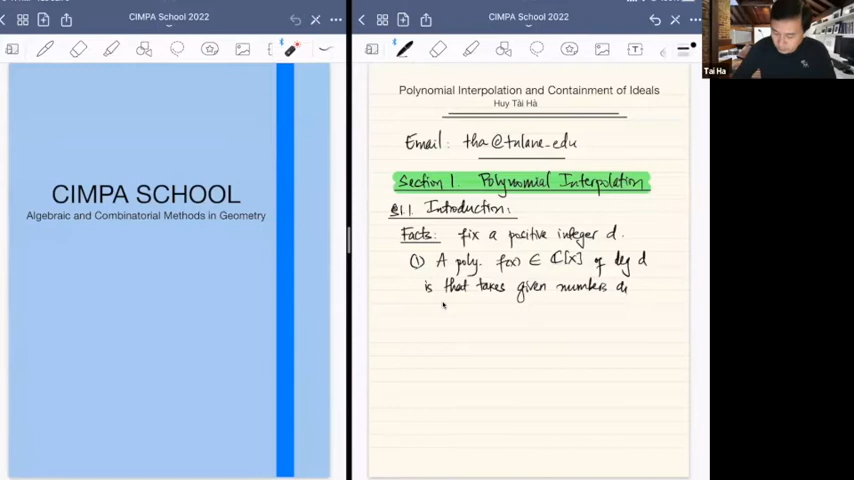 CIMPA School 2022
CIMPA School 2022
CIMPA SCHOOL
Algebraic and Combinatorial Methods in Geometry
Polynomial Interpolation and Containment of Ideals
Huy Tài Hà
Email: tha@tulane.edu
Section 1. Polynomial Interpolation
§1.1. Introduction:
Facts: fix a positive integer d.
① A poly. f(x) ∈ ℂ[x] of deg d
is that takes given numbers
Tai Ha